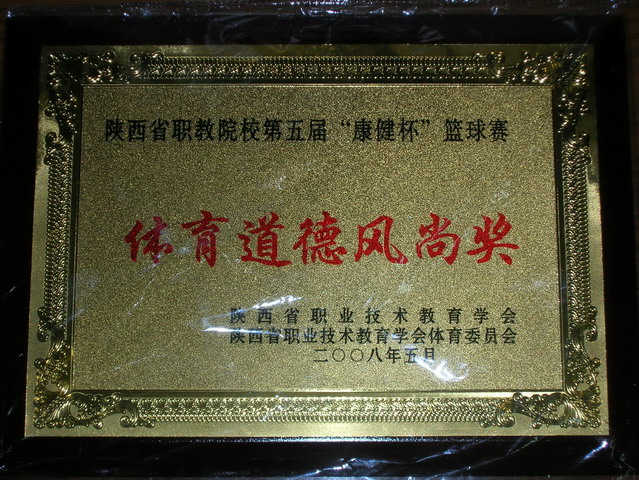 陕西省职教院校第五届“康健杯”篮球赛
体育道德风尚奖
陕西省职业技术教育学会
陕西省职业技术教育学会体育委员会
二〇〇八年五月